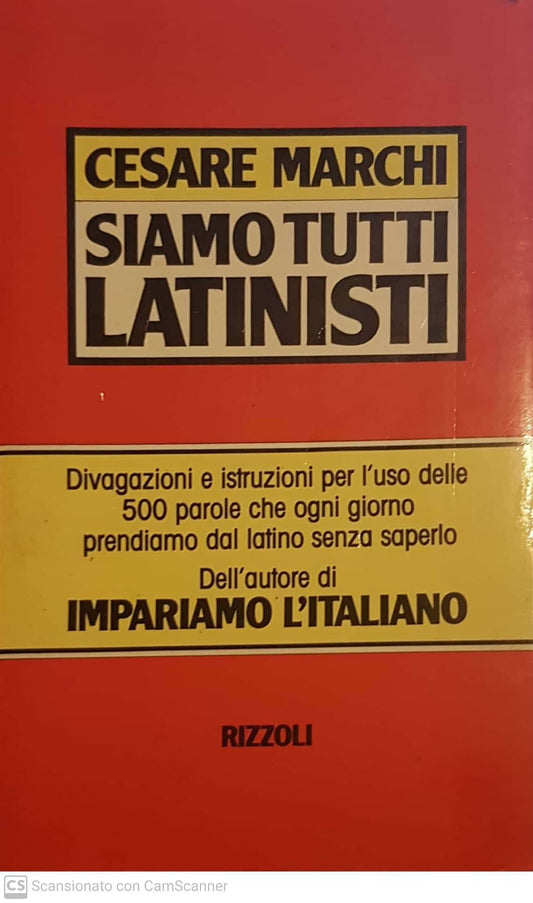 CESARE MARCHI
SIAMO TUTTI
LATINISTI
Divagazioni e istruzioni per l'uso delle
500 parole che ogni giorno
prendiamo dal latino senza saperlo
Dell'autore di
IMPARIAMO L'ITALIANO
RIZZOLI
CS Scansionato con CamScanner